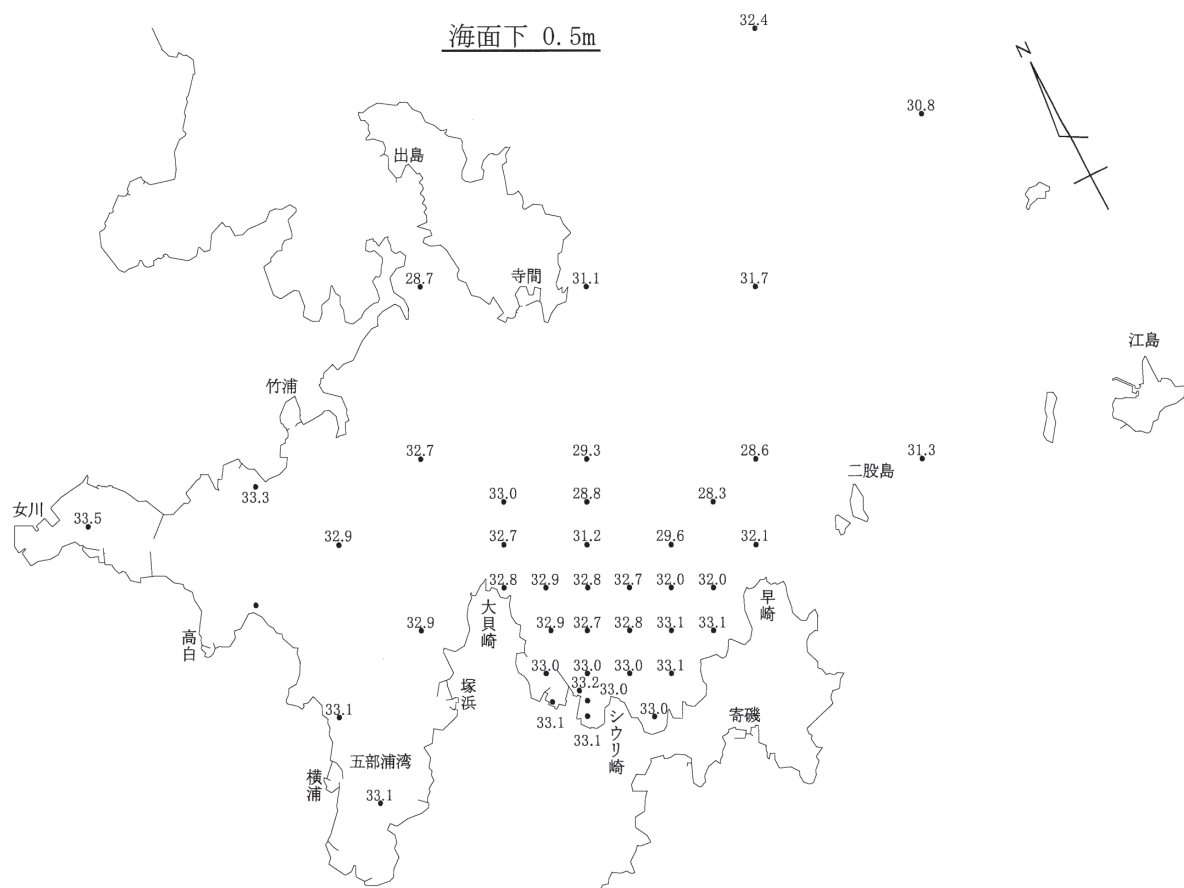 海面下 0.5m
32.4
N
30.8
出島
28.7
寺間
31.1
31.7
江島
竹浦
32.7
29.3
28.6
31.3
二股島
33.3
33.0
28.8
28.3
女川
33.5
32.9
32.7
31.2
29.6
32.1
32.8
32.9
32.8
32.7
32.0
32.0
大貝崎
早崎
高白
32.9
32.9
32.7
32.8
33.1
33.1
塚浜
33.0
33.0
33.0
33.1
33.2
33.0
33.1
33.1
33.1
シウリ崎
33.0
寄磯
五部浦湾
横浦
33.1